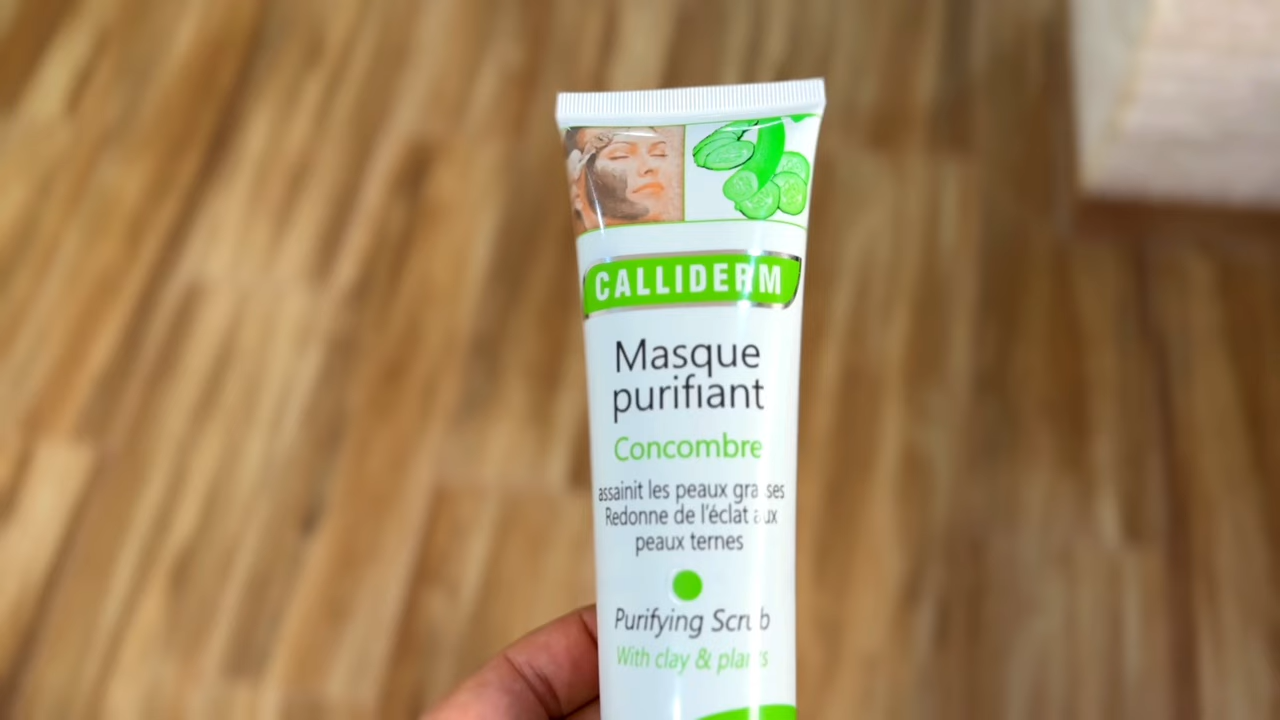 CALLIDERM
Masque
purifiant
Concombre
assainit les peaux grasses
Redonne de l'éclat aux
peaux ternes
Purifying Scrub
With clay & plants